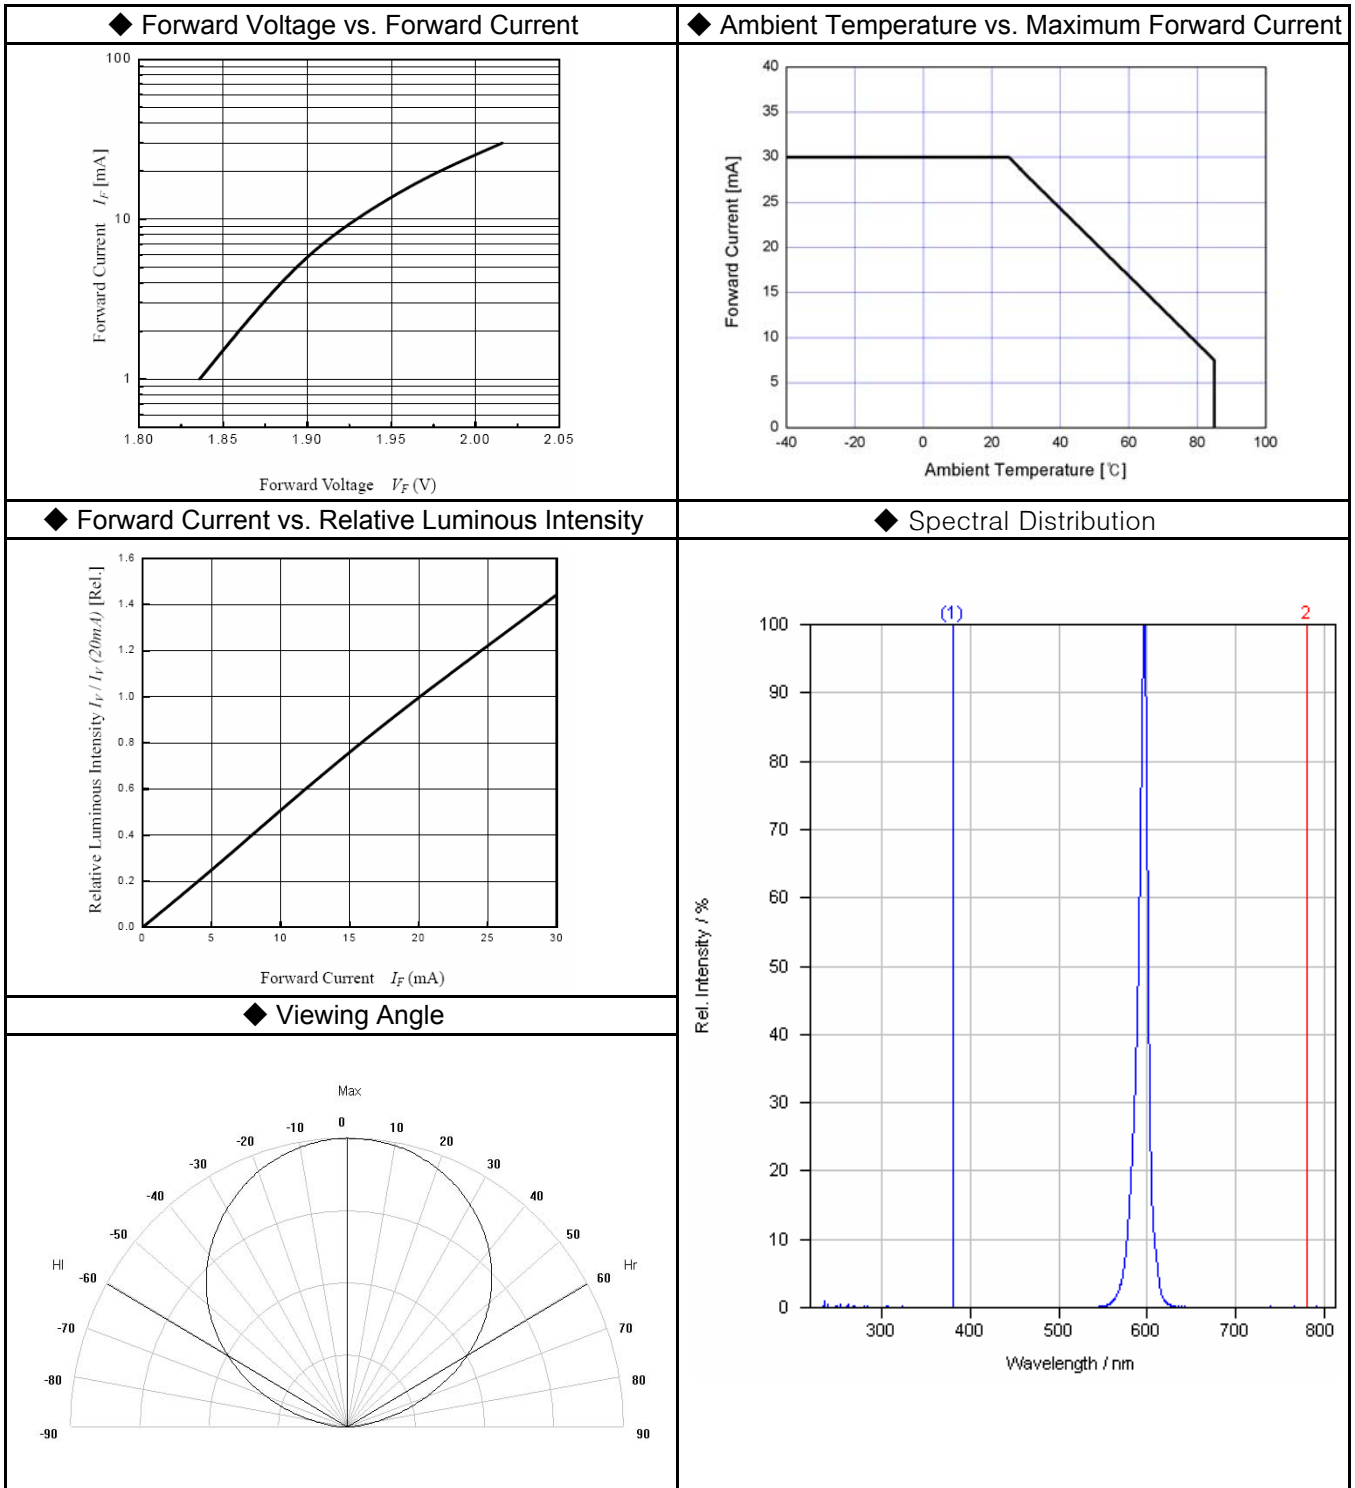 ◆ Forward Voltage vs. Forward Current
100
10
1
Forward Current I_F [mA]
1.80 1.85 1.90 1.95 2.00 2.05
Forward Voltage V_F (V)
◆ Ambient Temperature vs. Maximum Forward Current
40
35
30
25
20
15
10
5
0
Forward Current [mA]
-40 -20 0 20 40 60 80 100
Ambient Temperature [℃]
◆ Forward Current vs. Relative Luminous Intensity
1.6
1.4
1.2
1.0
0.8
0.6
0.4
0.2
0.0
Relative Luminous Intensity I_V / I_V (20mA) [Rel.]
0 5 10 15 20 25 30
Forward Current I_F (mA)
◆ Spectral Distribution
(1) 2
100
90
80
70
60
50
40
30
20
10
0
Rel. Intensity / %
300 400 500 600 700 800
Wavelength / nm
◆ Viewing Angle
Max
-10 0 10
-20 20
-30 30
-40 40
-50 50
Hl Hr
-60 60
-70 70
-80 80
-90 90